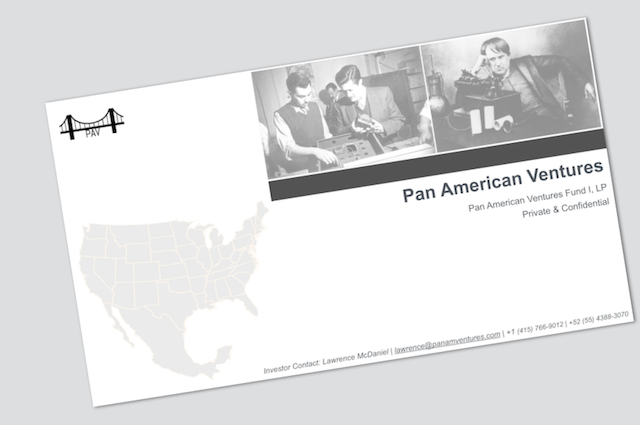 PAV
Pan American Ventures
Pan American Ventures Fund I, LP
Private & Confidential
Investor Contact: Lawrence McDaniel | lawrence@panamventures.com | +1 (415) 766-9012 | +52 (55) 4388-3070